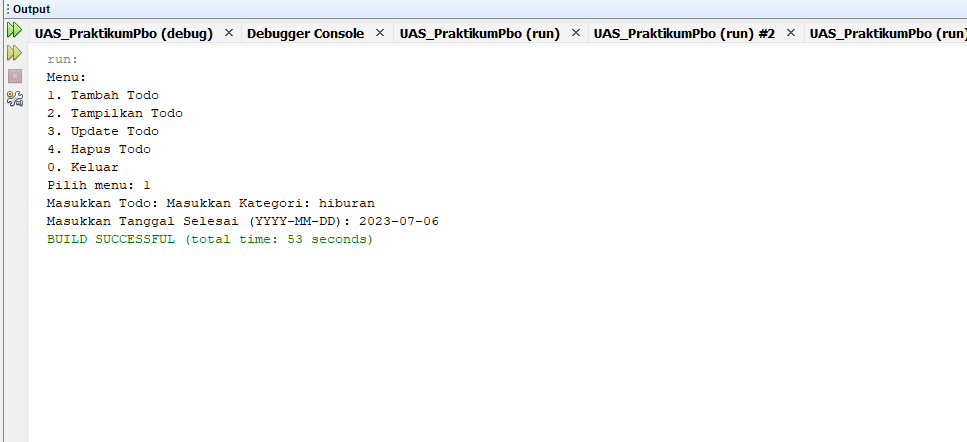 Output
UAS_PraktikumPbo (debug) × Debugger Console × UAS_PraktikumPbo (run) × UAS_PraktikumPbo (run) #2 × UAS_PraktikumPbo (run)
run:
Menu:
1. Tambah Todo
2. Tampilkan Todo
3. Update Todo
4. Hapus Todo
0. Keluar
Pilih menu: 1
Masukkan Todo: Masukkan Kategori: hiburan
Masukkan Tanggal Selesai (YYYY-MM-DD): 2023-07-06
BUILD SUCCESSFUL (total time: 53 seconds)